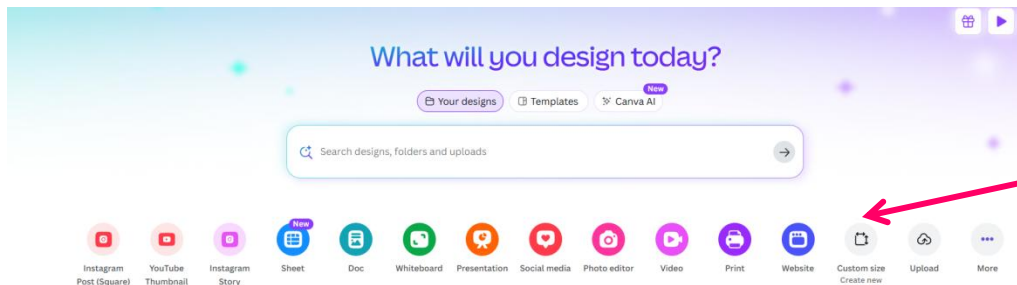 What will you design today?
New
Your designs Templates Canva AI
Search designs, folders and uploads
New
Instagram Post (Square)
YouTube Thumbnail
Instagram Story
Sheet
Doc
Whiteboard
Presentation
Social media
Photo editor
Video
Print
Website
Custom size
Create new
Upload
More